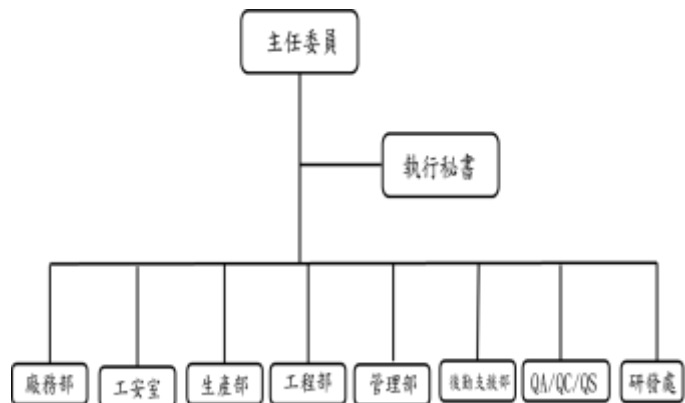 主任委員
執行秘書
廠務部
工安室
生產部
工程部
管理部
後勤支援部
QA/QC/QS
研發處